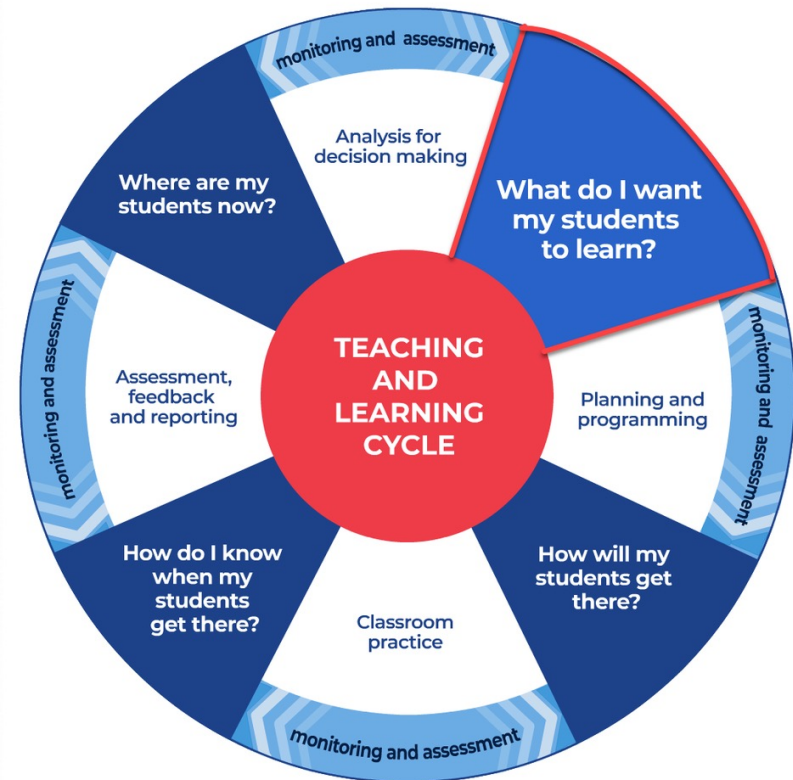 monitoring and assessment
Analysis for
decision making
What do I want
my students
to learn?
monitoring and assessment
Planning and
programming
How will my
students get
there?
monitoring and assessment
Classroom
practice
How do I know
when my
students
get there?
monitoring and assessment
Assessment,
feedback
and reporting
Where are my
students now?
TEACHING
AND
LEARNING
CYCLE